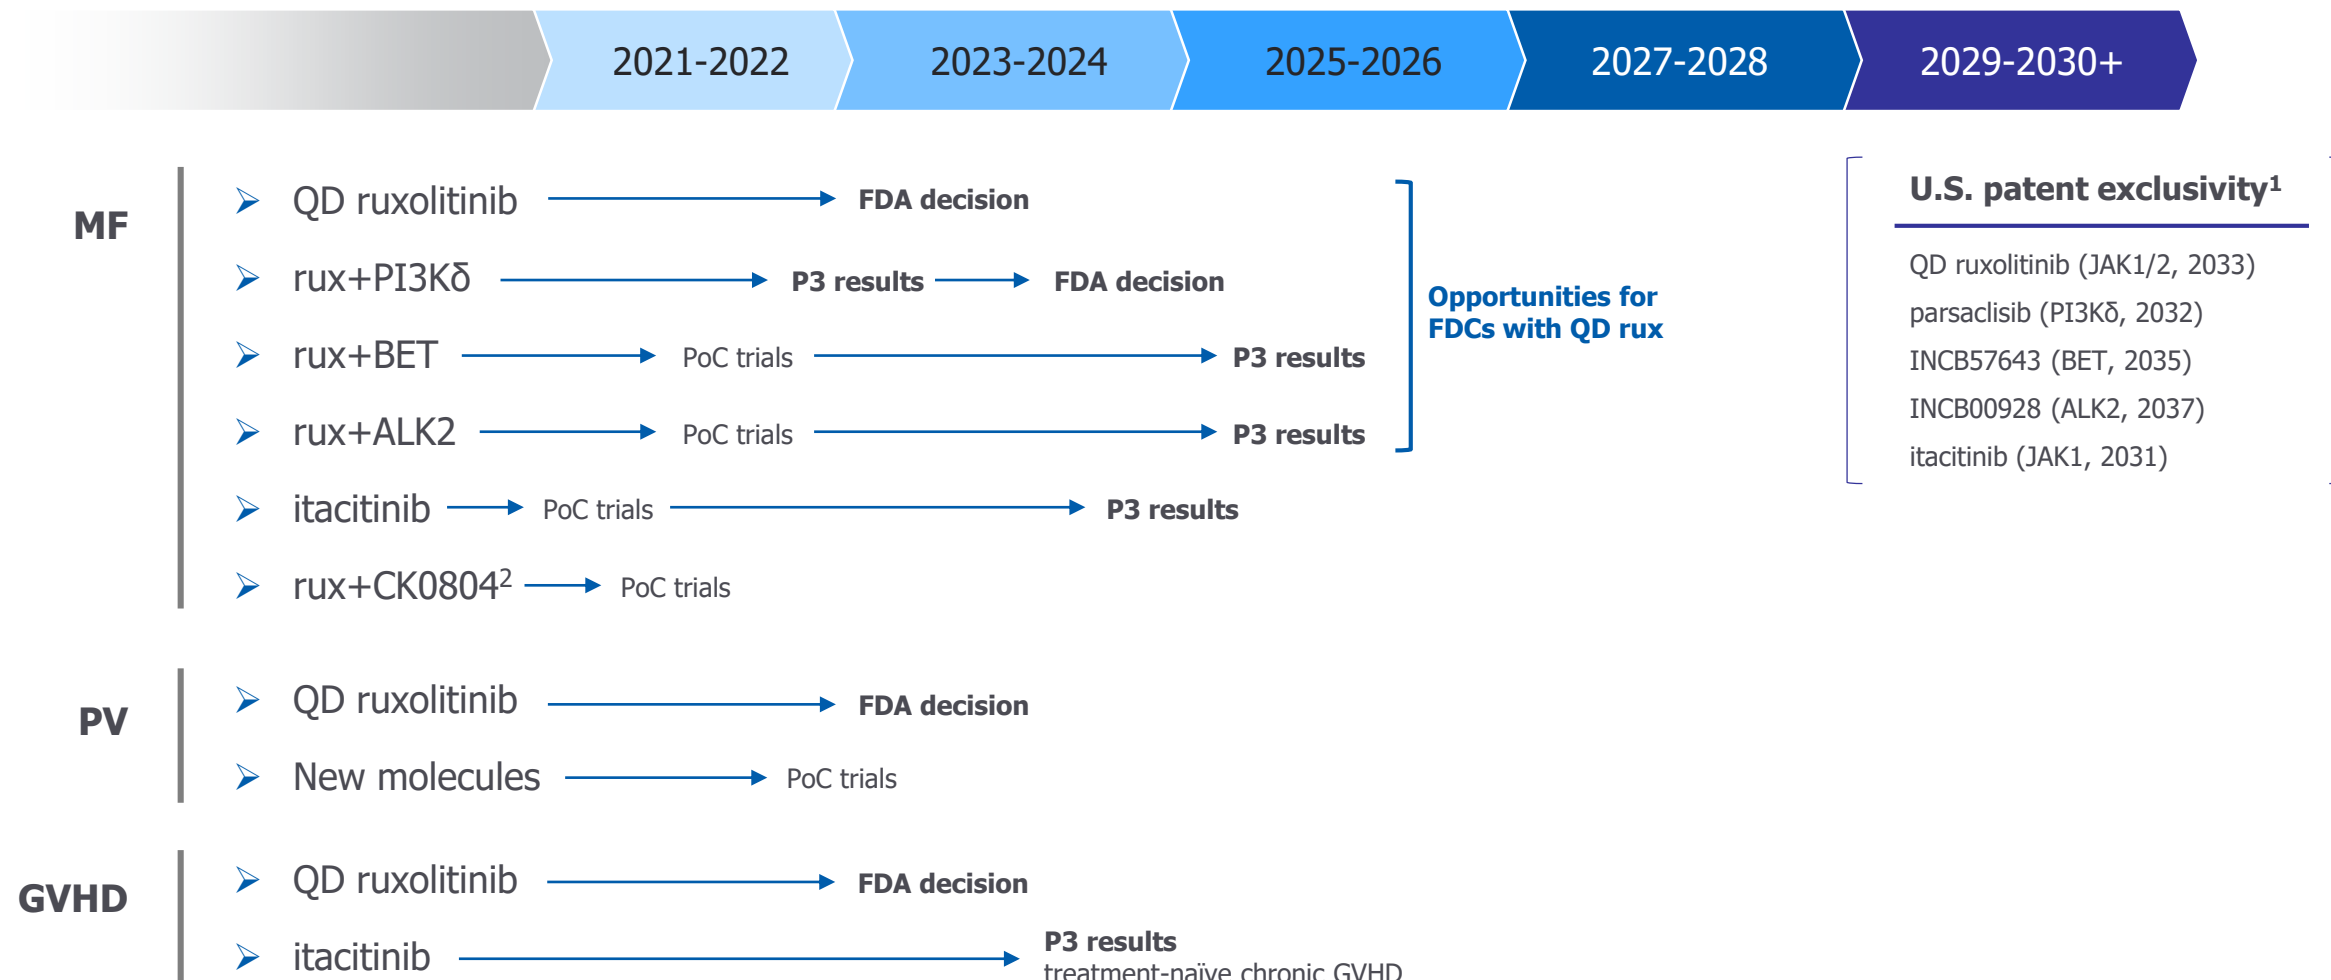 2021-2022 2023-2024 2025-2026 2027-2028 2029-2030+
MF
QD ruxolitinib FDA decision
rux+PI3Kδ P3 results FDA decision
rux+BET PoC trials P3 results
rux+ALK2 PoC trials P3 results
itacitinib PoC trials P3 results
rux+CK0804² PoC trials
Opportunities for
FDCs with QD rux
U.S. patent exclusivity¹
QD ruxolitinib (JAK1/2, 2033)
parsaclisib (PI3Kδ, 2032)
INCB57643 (BET, 2035)
INCB00928 (ALK2, 2037)
itacitinib (JAK1, 2031)
PV
QD ruxolitinib FDA decision
New molecules PoC trials
GVHD
QD ruxolitinib FDA decision
itacitinib P3 results
treatment-naïve chronic GVHD